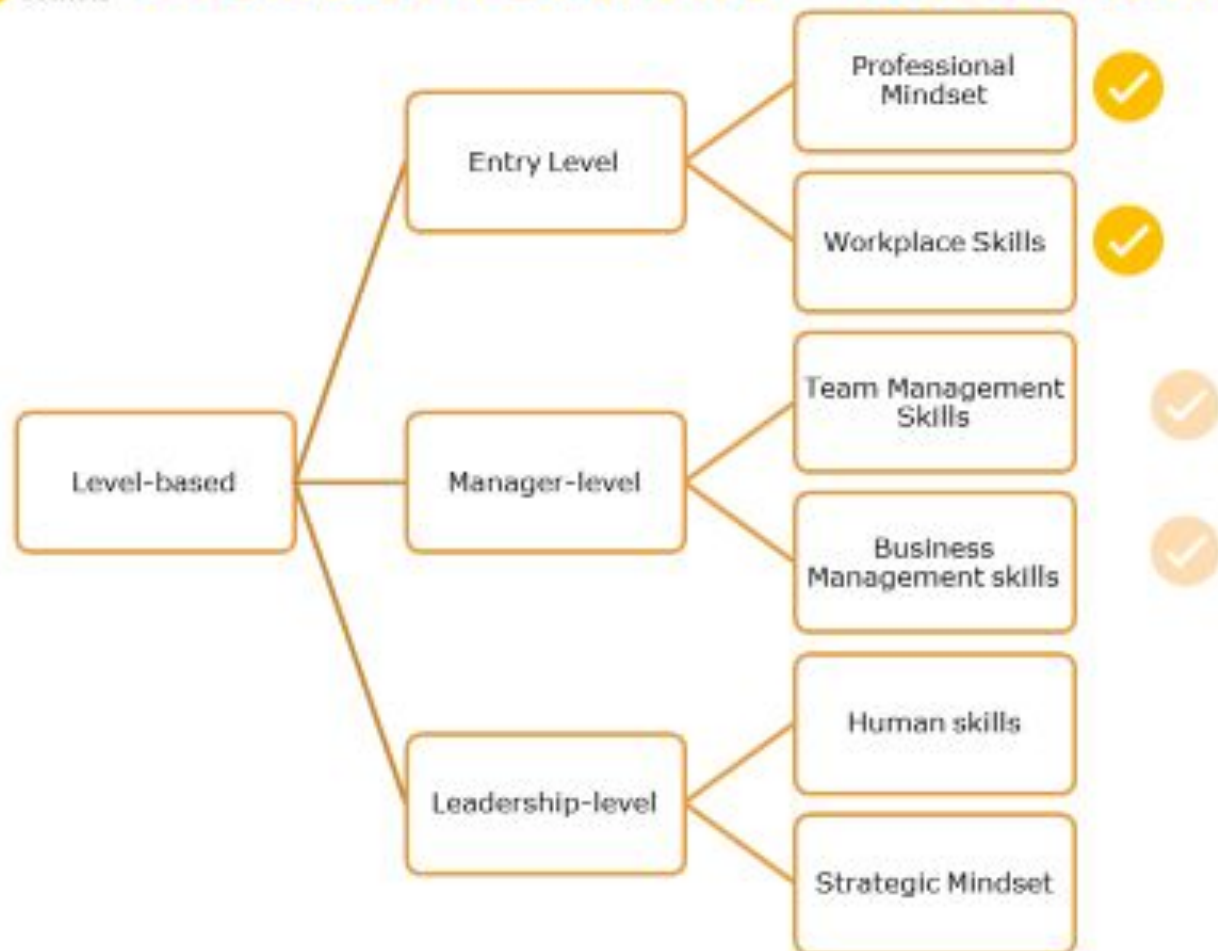 Professional
Mindset
Entry Level
Workplace Skills
Team Management
Skills
Level-based
Manager-level
Business
Management skills
Human skills
Leadership-level
Strategic Mindset